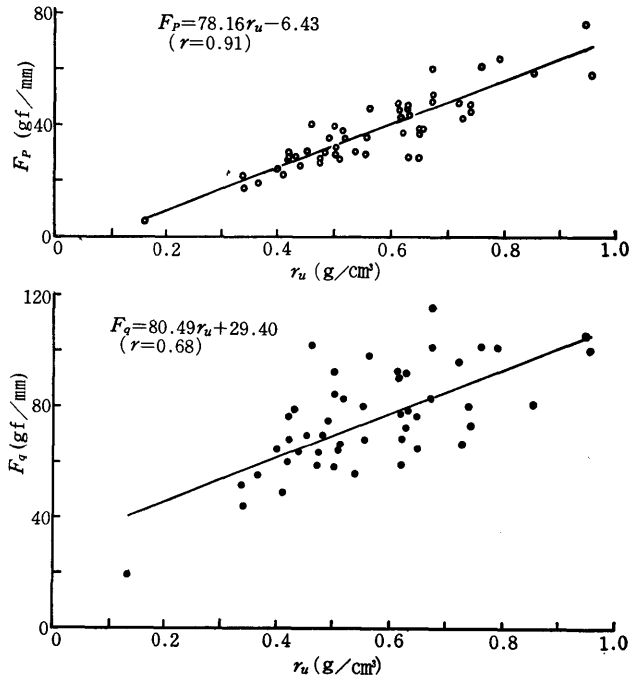 80
F_P=78.16r_u−6.43
(r=0.91)
F_P (gf/mm)
40
0
0 0.2 0.4 0.6 0.8 1.0
r_u (g/cm³)
120
F_q=80.49r_u+29.40
(r=0.68)
F_q (gf/mm)
80
40
0
0 0.2 0.4 0.6 0.8 1.0
r_u (g/cm³)